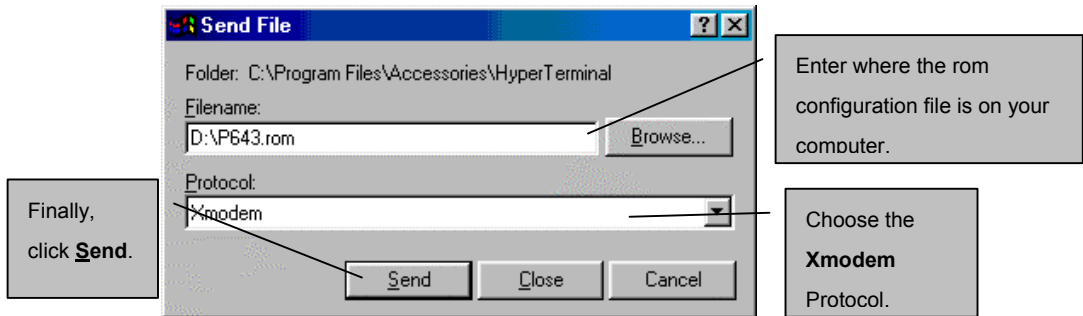 Send File
Folder: C:\Program Files\Accessories\HyperTerminal
Filename:
D:\P643.rom
Browse...
Protocol:
Xmodem
Send
Close
Cancel
Enter where the rom
configuration file is on your
computer.
Finally,
click Send.
Choose the
Xmodem
Protocol.